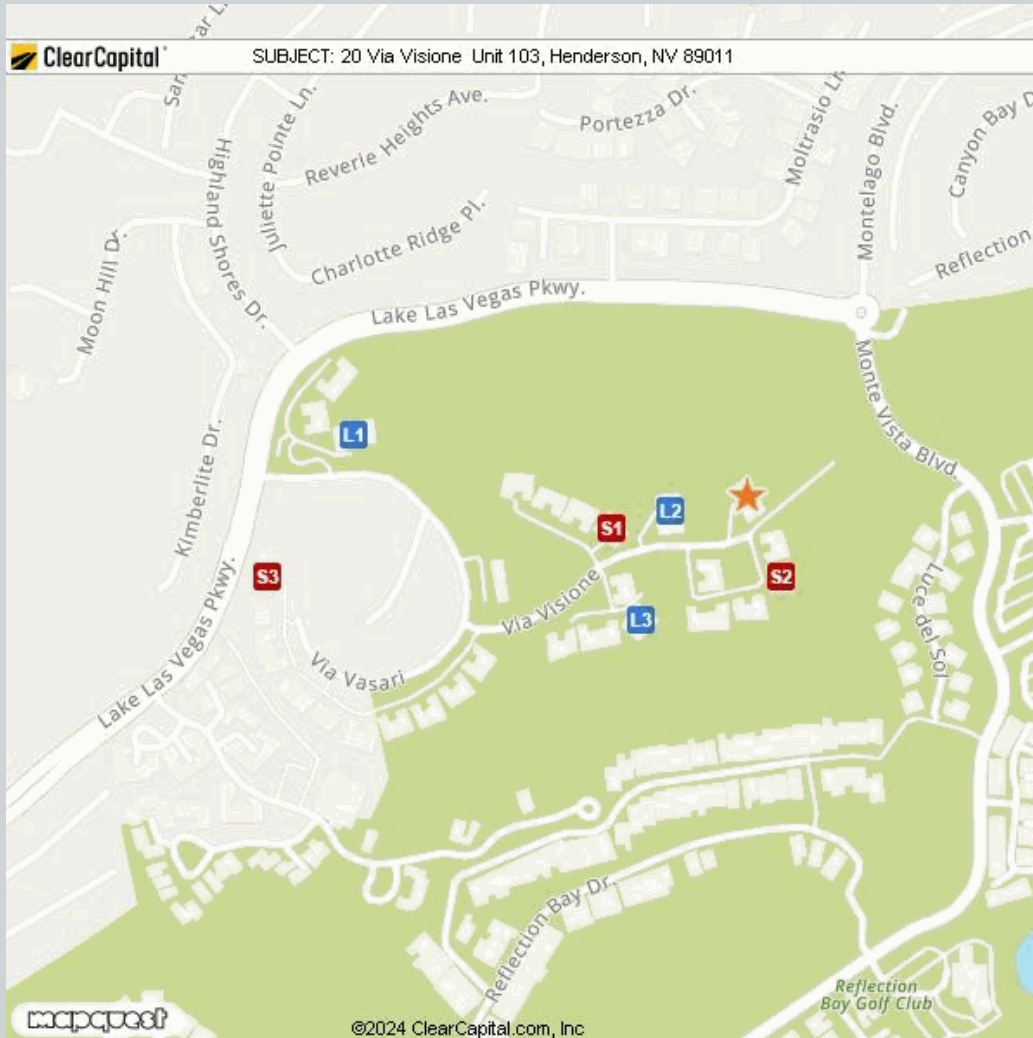 ClearCapital
SUBJECT: 20 Via Visione Unit 103, Henderson, NV 89011
Juliette Pointe Ln.
Reverie Heights Ave.
Portezza Dr.
Moltrasio Ln
Montelago Blvd.
Canyon Bay D
Highland Shores Dr.
Charlotte Ridge Pl.
Reflection
Moon Hill Dr.
Lake Las Vegas Pkwy.
Monte Vista Blvd.
Kimberlite Dr.
L1
L2
S1
S2
S3
L3
Via Visione
Luce del Sol
Via Vasari
Lake Las Vegas Pkwy.
Reflection Bay Dr.
Reflection
Bay Golf Club
mapquest
©2024 ClearCapital.com, Inc